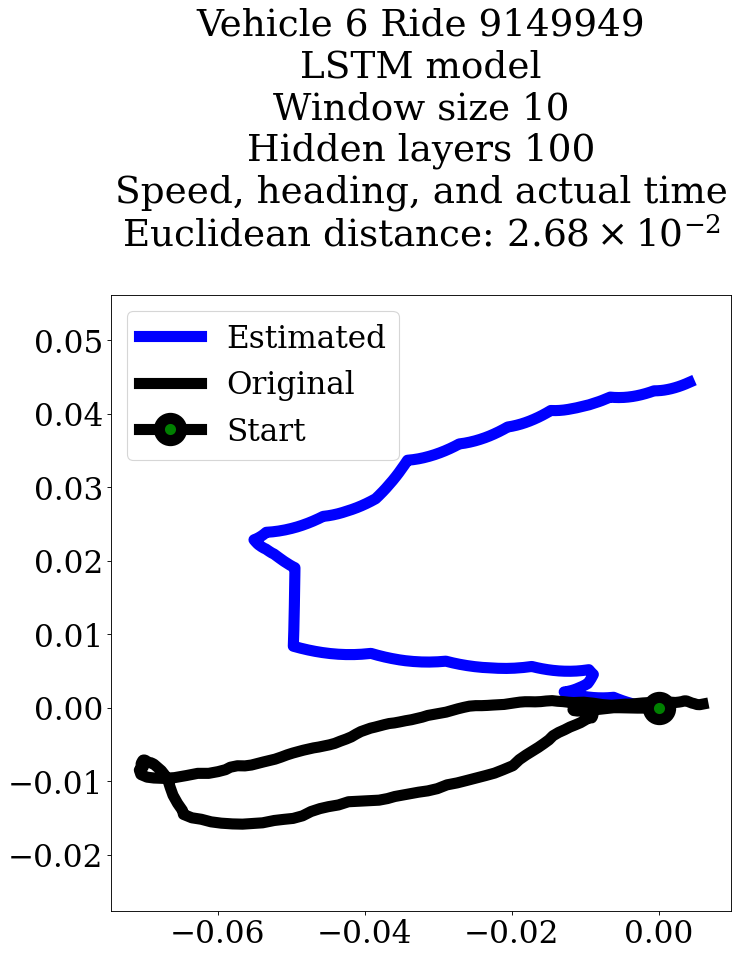 Vehicle 6 Ride 9149949
LSTM model
Window size 10
Hidden layers 100
Speed, heading, and actual time
Euclidean distance: 2.68 × 10⁻²
Estimated
Original
Start
0.05
0.04
0.03
0.02
0.01
0.00
−0.01
−0.02
−0.06 −0.04 −0.02 0.00